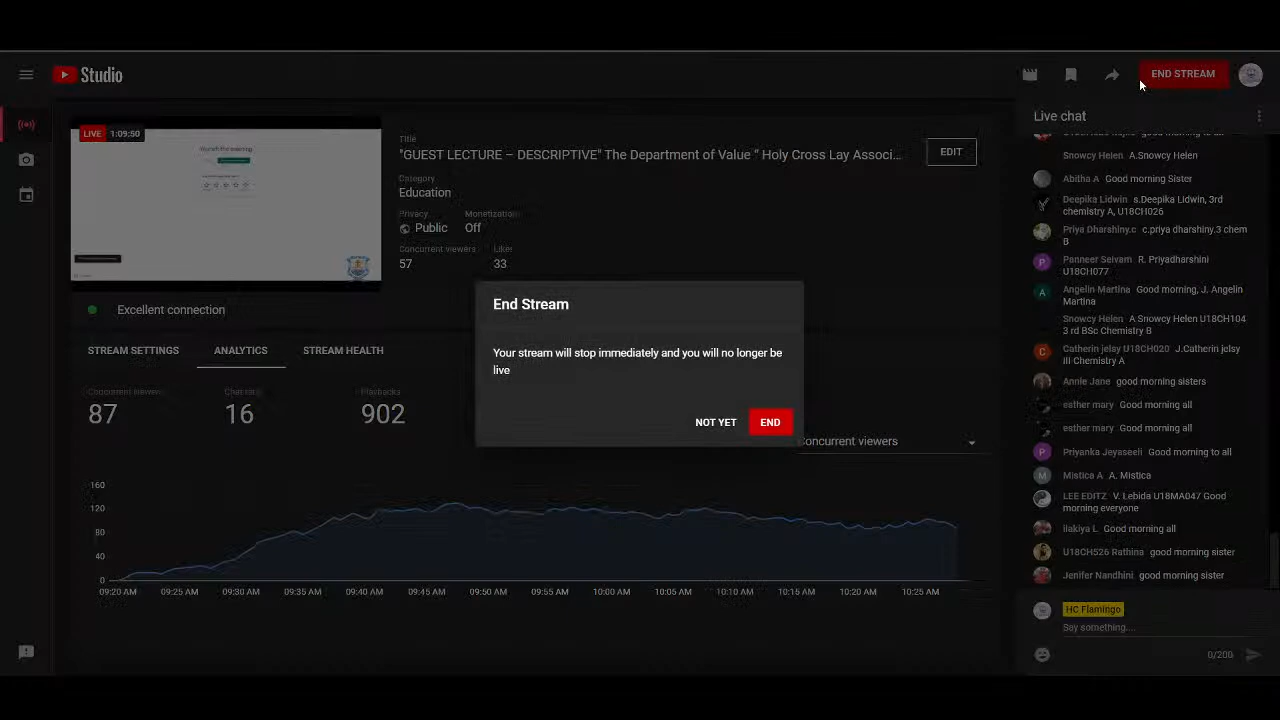 Studio
END STREAM
LIVE 1:09:50
Title
"GUEST LECTURE – DESCRIPTIVE" The Department of Value " Holy Cross Lay Associ...
EDIT
Category
Education
Privacy
Monetization
Public
Off
Concurrent viewers
Likes
57
33
Excellent connection
STREAM SETTINGS
ANALYTICS
STREAM HEALTH
Concurrent viewers
Playbacks
87
16
902
End Stream
Your stream will stop immediately and you will no longer be
live
NOT YET
END
Concurrent viewers
160
120
80
40
0
09:20 AM 09:25 AM 09:30 AM 09:35 AM 09:40 AM 09:45 AM 09:50 AM 09:55 AM 10:00 AM 10:05 AM 10:10 AM 10:15 AM 10:20 AM 10:25 AM
Live chat
Snowcy Helen A.Snowcy Helen
Abitha A Good morning Sister
Deepika Lidwin s.Deepika Lidwin, 3rd
chemistry A, U18CH026
Priya Dharshiny.c c.priya dharshiny.3 chem
B
Panneer Selvam R. Priyadharshini
U18CH077
Angelin Martina Good morning, J. Angelin
Martina
Snowcy Helen A.Snowcy Helen U18CH104
3 rd BSc Chemistry B
Catherin jelsy U18CH020 J.Catherin jelsy
III Chemistry A
Annie Jane good morning sisters
esther mary Good morning all
esther mary Good morning all
Priyanka Jeyaseeli Good morning to all
Mistica A A. Mistica
LEE EDITZ V. Lebida U18MA047 Good
morning everyone
ilakiya L Good morning all
U18CH526 Rathina good morning sister
Jenifer Nandhini good morning sister
HC Flamingo
Say something...
0/200